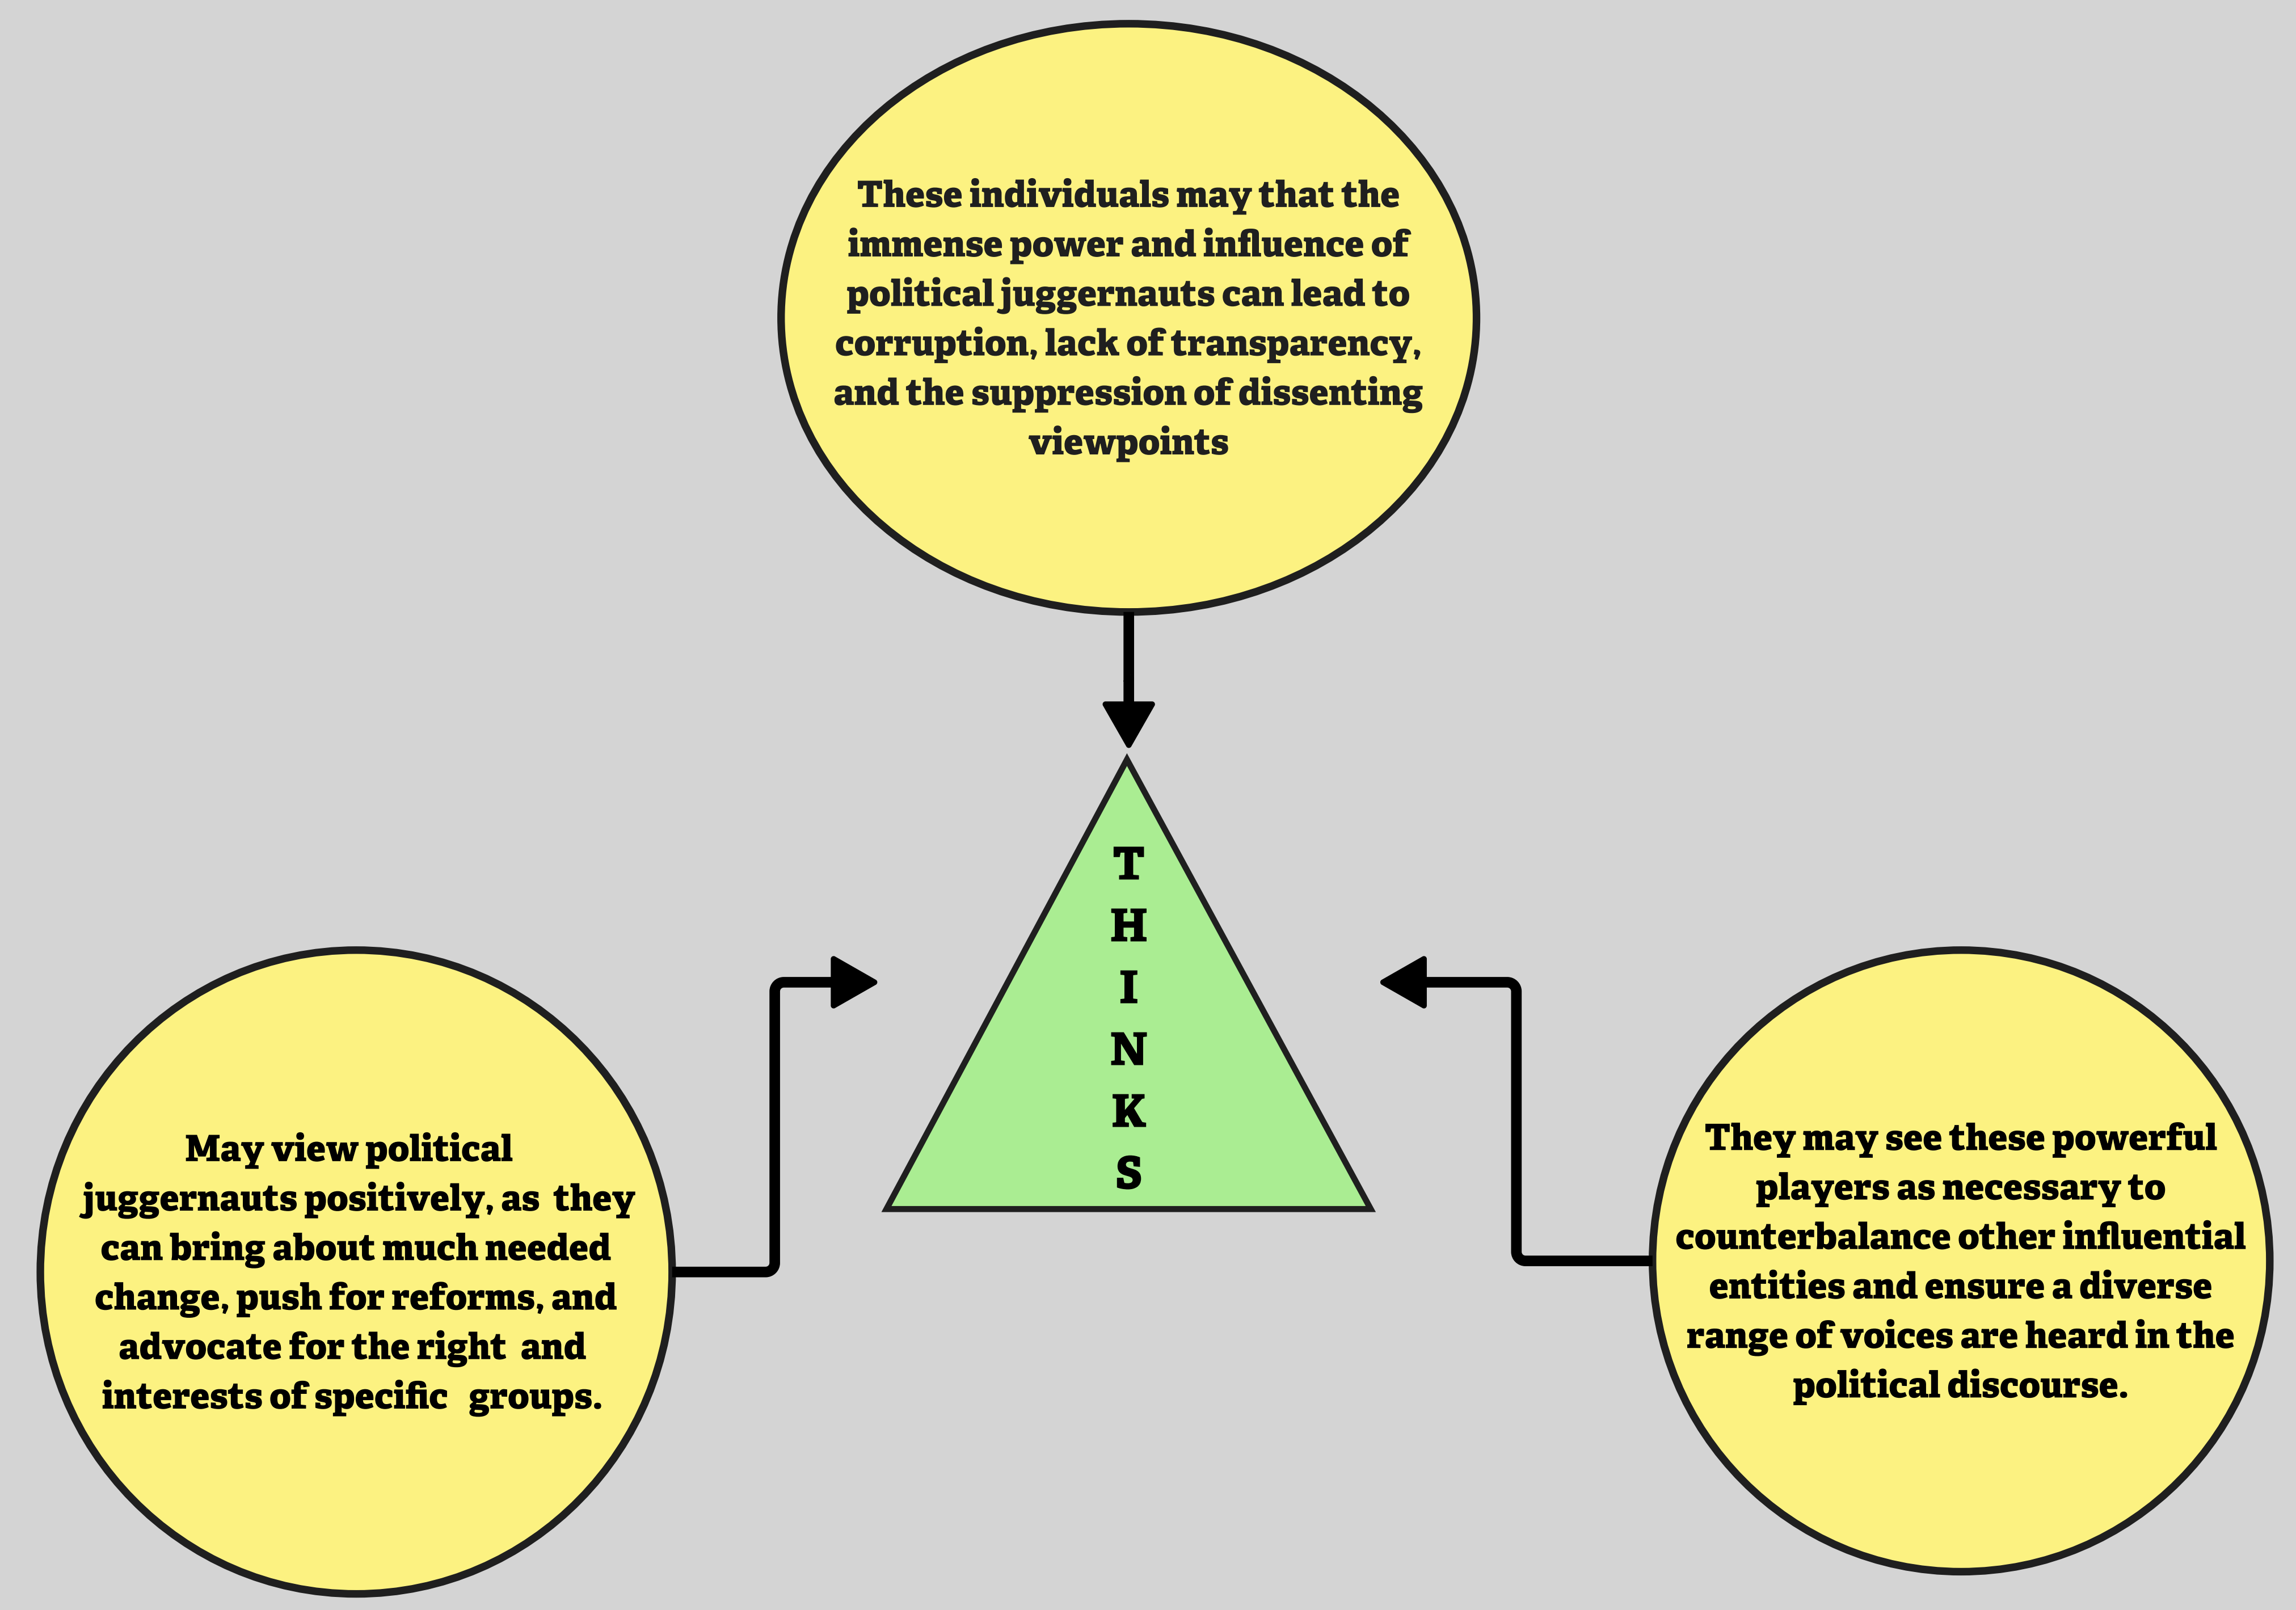 These individuals may that the
immense power and influence of
political juggernauts can lead to
corruption, lack of transparency,
and the suppression of dissenting
viewpoints
T
H
I
N
K
S
May view political
juggernauts positively, as they
can bring about much needed
change, push for reforms, and
advocate for the right and
interests of specific groups.
They may see these powerful
players as necessary to
counterbalance other influential
entities and ensure a diverse
range of voices are heard in the
political discourse.